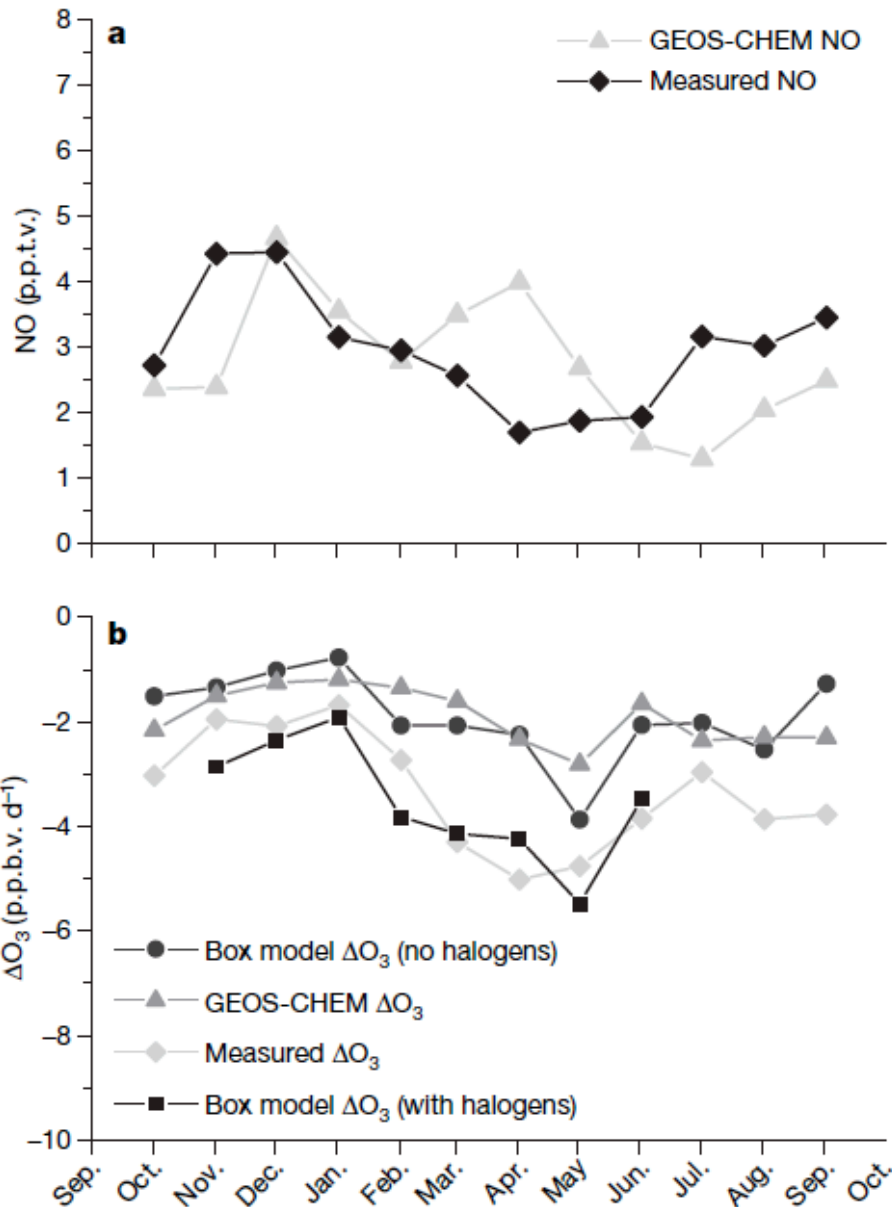 a
GEOS-CHEM NO
Measured NO
8
7
6
5
4
3
2
1
0
NO (p.p.t.v.)
b
0
−2
−4
−6
−8
−10
ΔO₃ (p.p.b.v. d⁻¹)
Box model ΔO₃ (no halogens)
GEOS-CHEM ΔO₃
Measured ΔO₃
Box model ΔO₃ (with halogens)
Sep. Oct. Nov. Dec. Jan. Feb. Mar. Apr. May Jun. Jul. Aug. Sep. Oct.